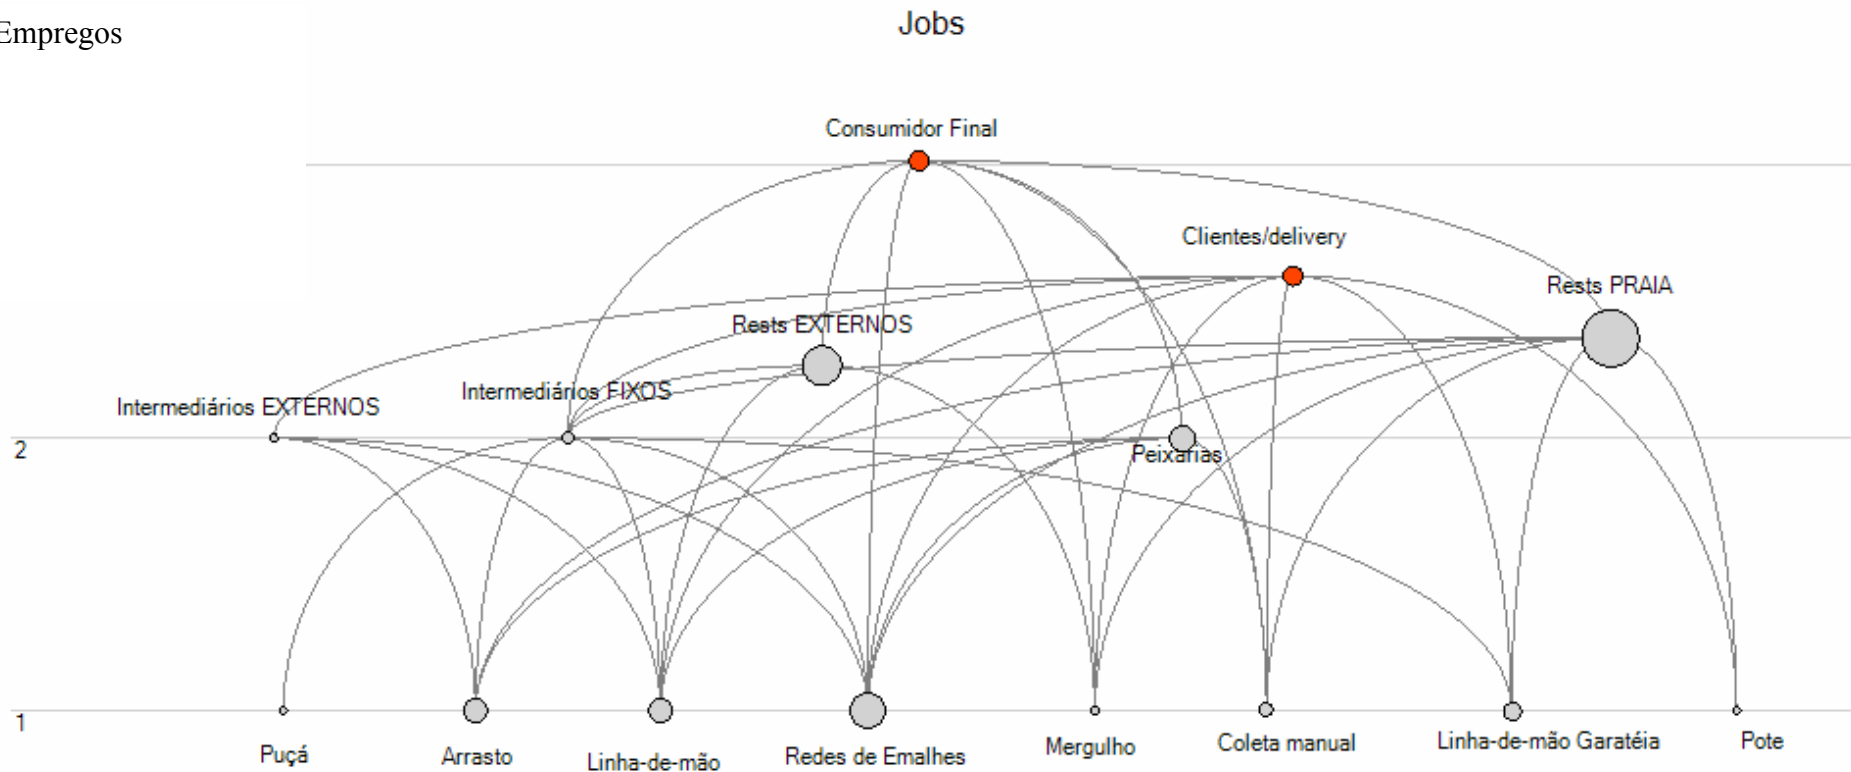 Empregos
Jobs
Consumidor Final
Clientes/delivery
Rests PRAIA
Rests EXTERNOS
Intermediários FIXOS
Intermediários EXTERNOS
2
Peixarias
1
Puçá
Arrasto
Linha-de-mão
Redes de Emalhes
Mergulho
Coleta manual
Linha-de-mão Garatéia
Pote